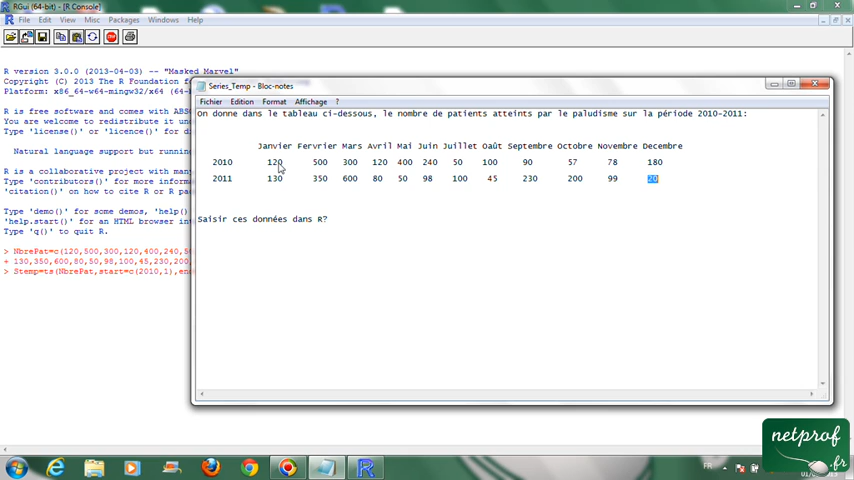 RGui (64-bit) - [R Console]
File Edit View Misc Packages Windows Help
R version 3.0.0 (2013-04-03) -- "Masked Marvel"
Copyright (C) 2013 The R Foundation for
Platform: x86_64-w64-mingw32/x64 (64-
R is free software and comes with ABSO
You are welcome to redistribute it und
Type 'license()' or 'licence()' for di
Natural language support but runnin
R is a collaborative project with many
Type 'contributors()' for more inform
'citation()' on how to cite R or R pac
Type 'demo()' for some demos, 'help()
'help.start()' for an HTML browser int
Type 'q()' to quit R.
> NbrePat=c(120,500,300,120,400,240,5
+ 130,350,600,80,50,98,100,45,230,200,
> Stemp=ts(NbrePat,start=c(2010,1),en
Series_Temp - Bloc-notes
Fichier Edition Format Affichage ?
On donne dans le tableau ci-dessous, le nombre de patients atteints par le paludisme sur la période 2010-2011:
Janvier Fervrier Mars Avril Mai Juin Juillet Oaût Septembre Octobre Novembre Decembre
2010 120 500 300 120 400 240 50 100 90 57 78 180
2011 130 350 600 80 50 98 100 45 230 200 99 20
Saisir ces données dans R?
netprof
.fr
FR